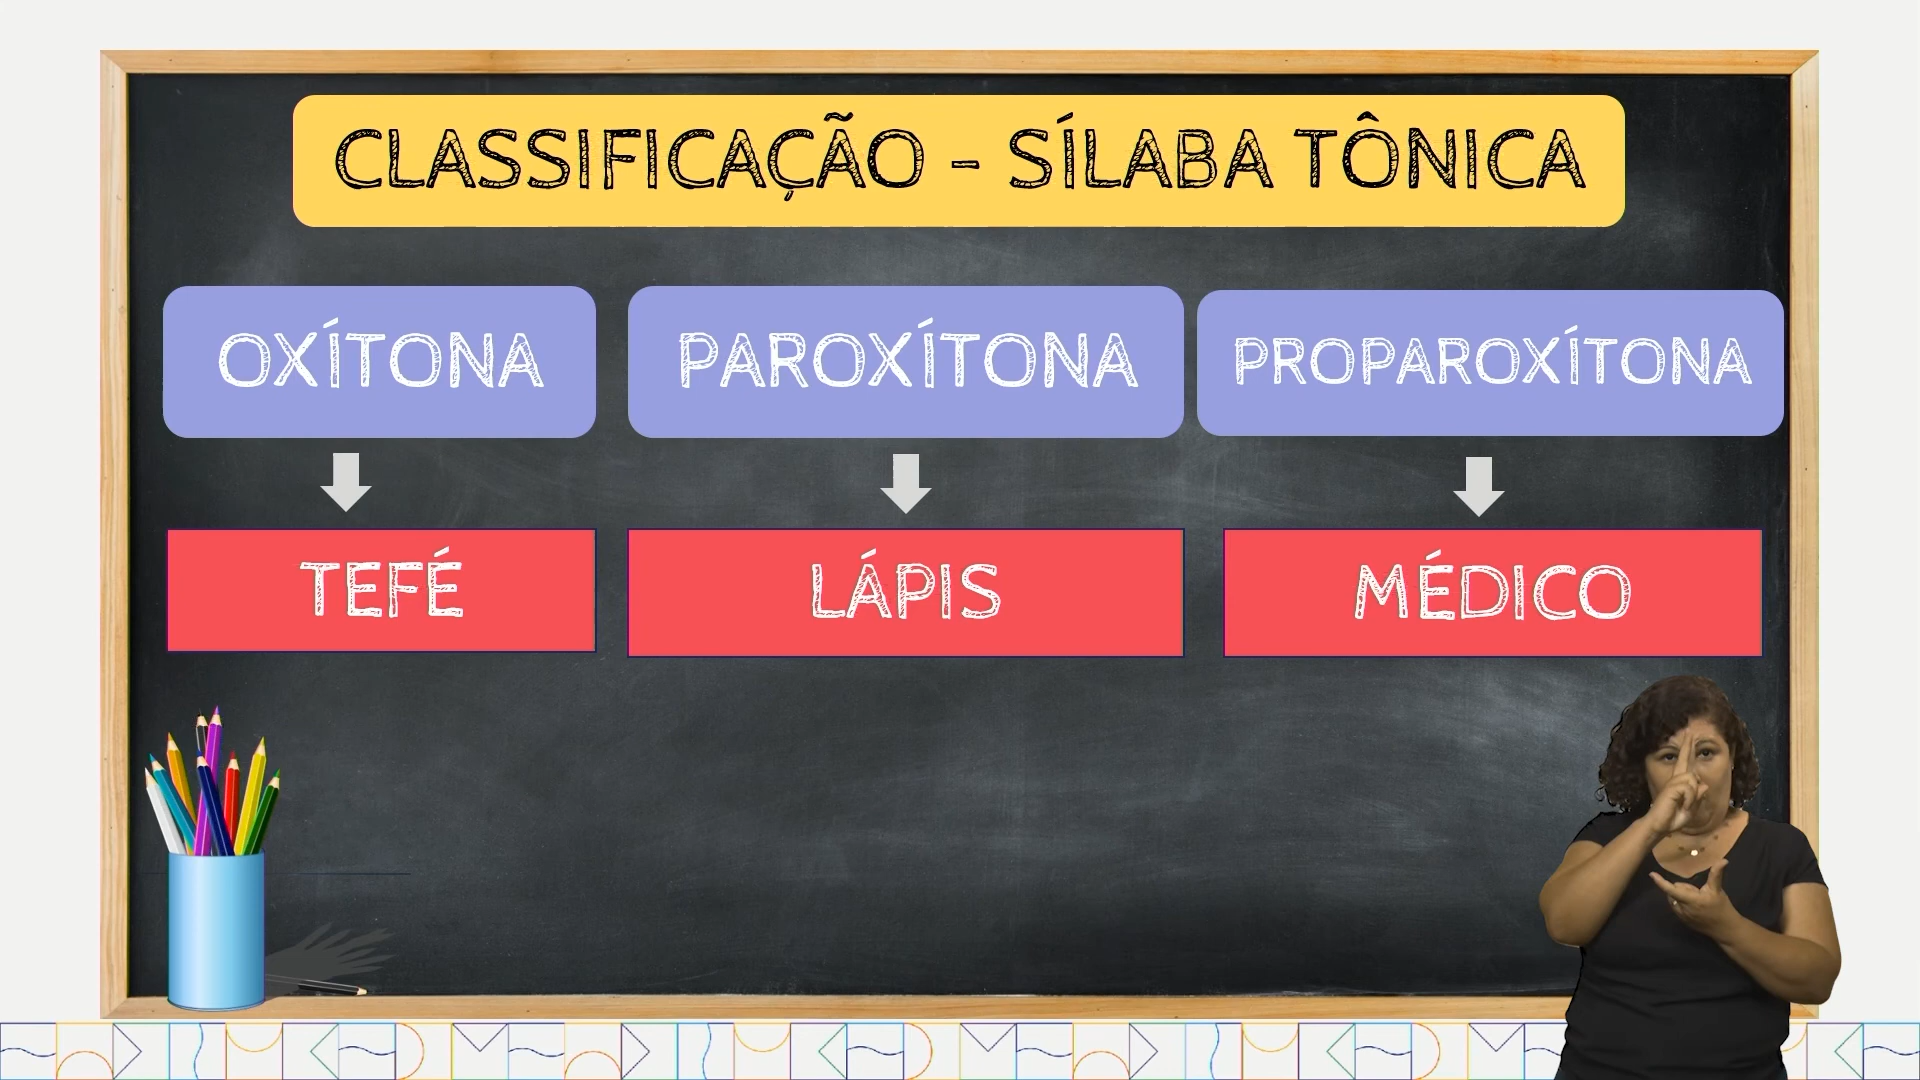 CLASSIFICAÇÃO - SÍLABA TÔNICA
OXÍTONA
PAROXÍTONA
PROPAROXÍTONA
TEFÉ
LÁPIS
MÉDICO